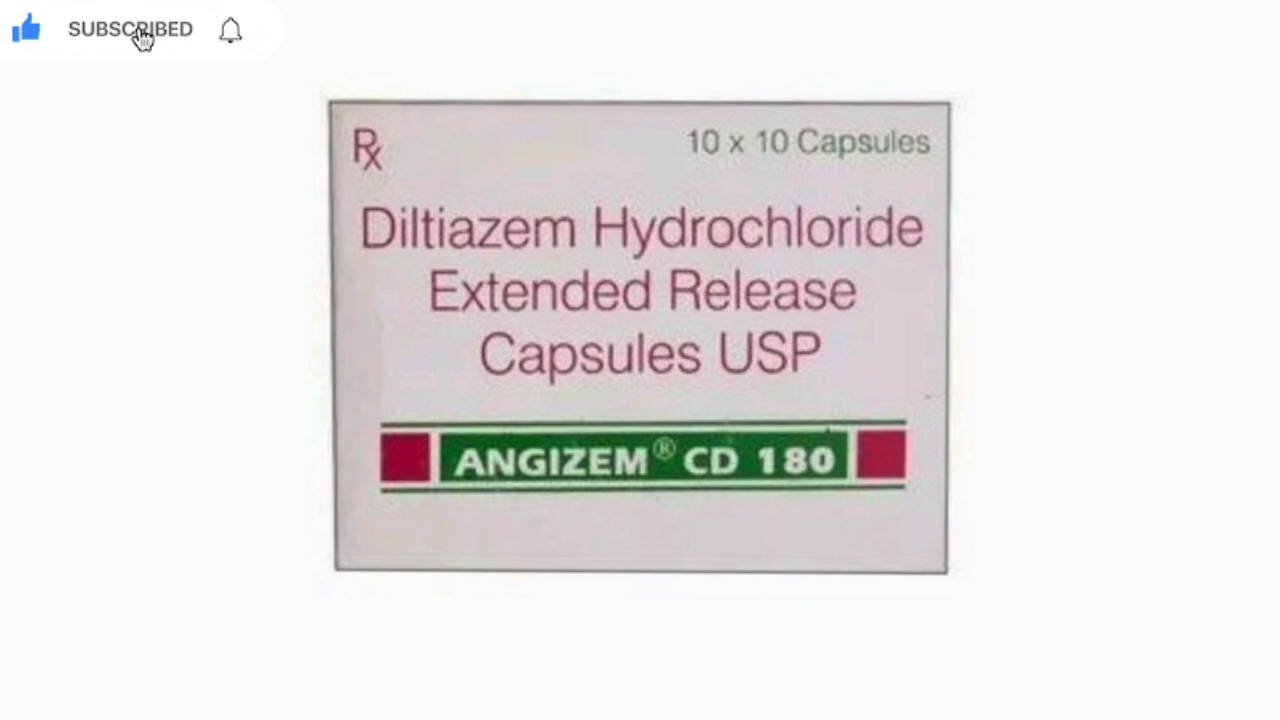 SUBSCRIBED
Rx
10 x 10 Capsules
Diltiazem Hydrochloride
Extended Release
Capsules USP
ANGIZEM® CD 180